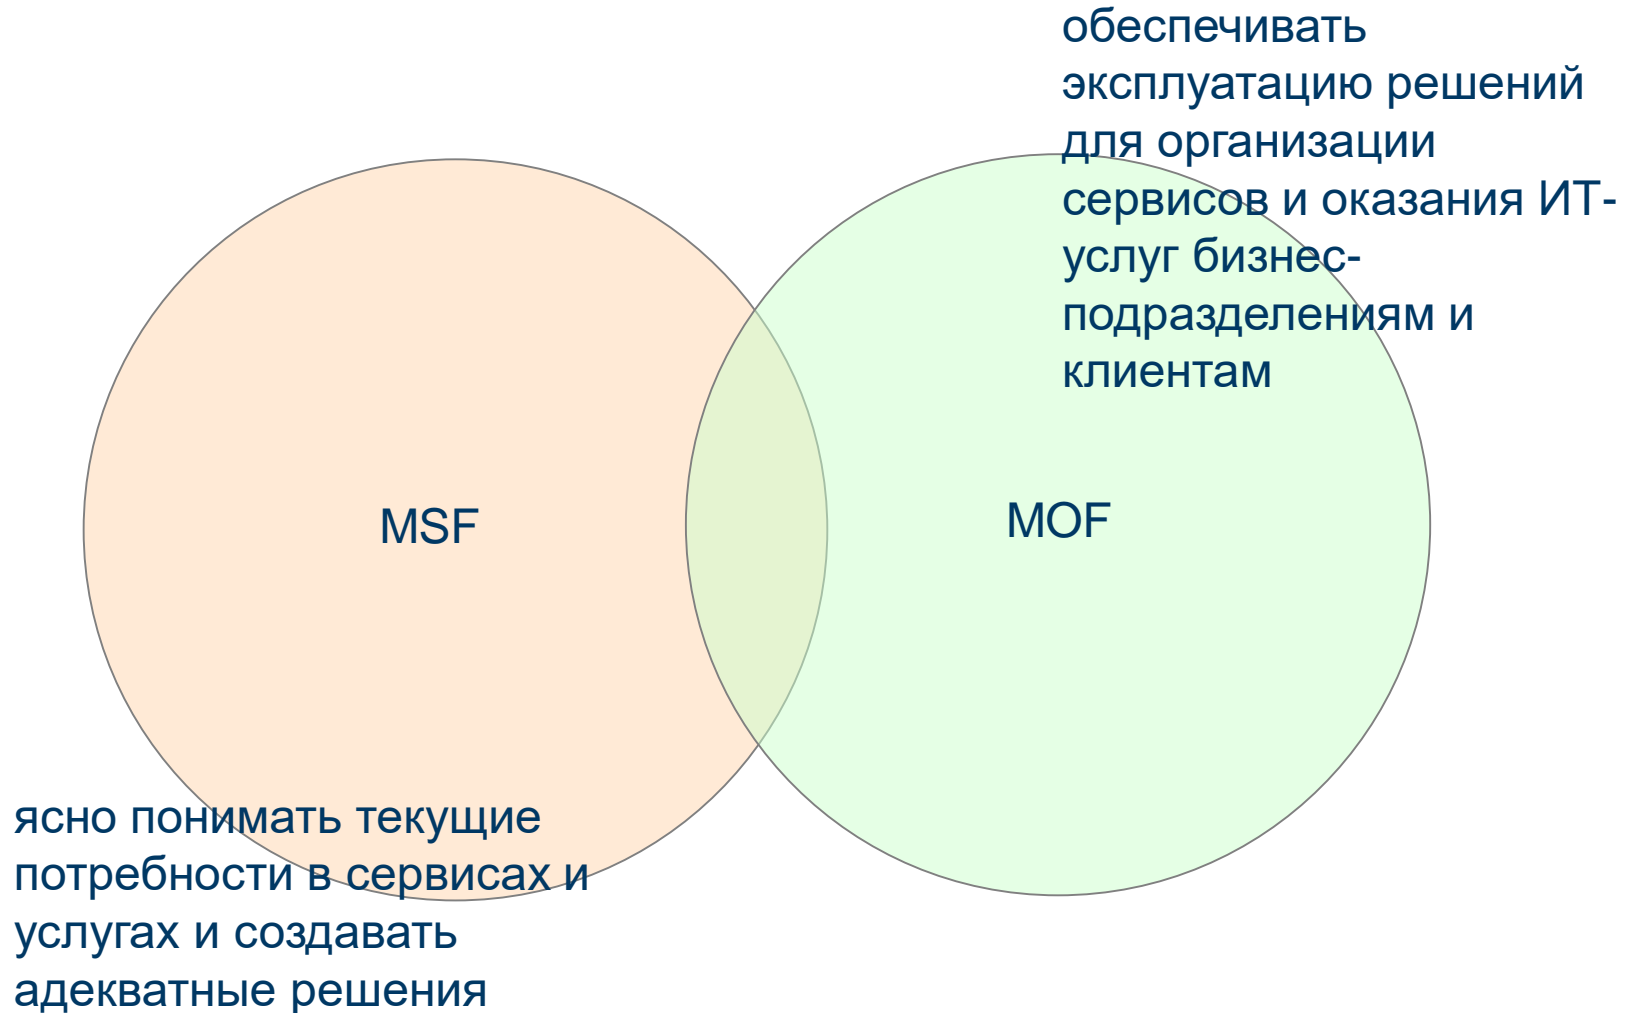 обеспечивать
эксплуатацию решений
для организации
сервисов и оказания ИТ-
услуг бизнес-
подразделениям и
клиентам
MSF
MOF
ясно понимать текущие
потребности в сервисах и
услугах и создавать
адекватные решения